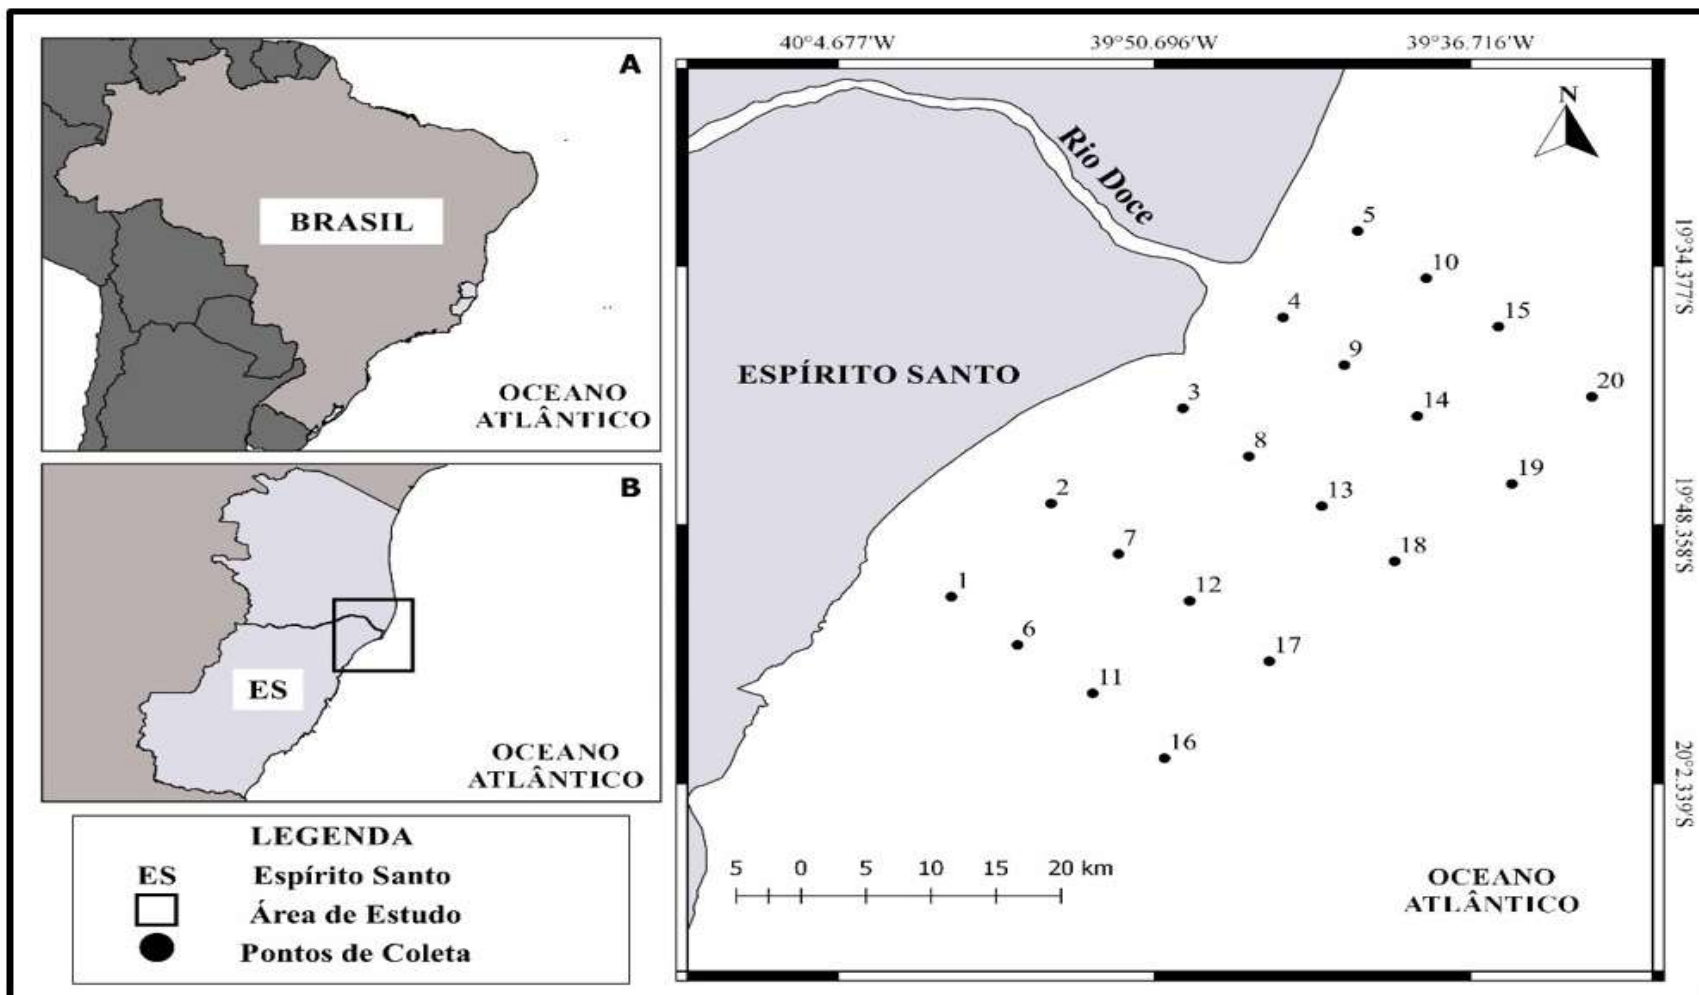 A
BRASIL
OCEANO
ATLÂNTICO
B
ES
OCEANO
ATLÂNTICO
LEGENDA
ES Espírito Santo
Área de Estudo
Pontos de Coleta
40°4.677'W 39°50.696'W 39°36.716'W
N
Rio Doce
ESPÍRITO SANTO
5
10
4
15
9
20
3
14
8
19
2
13
7
18
1
12
6
17
11
16
19°34.377'S
19°48.358'S
20°2.339'S
5 0 5 10 15 20 km
OCEANO
ATLÂNTICO